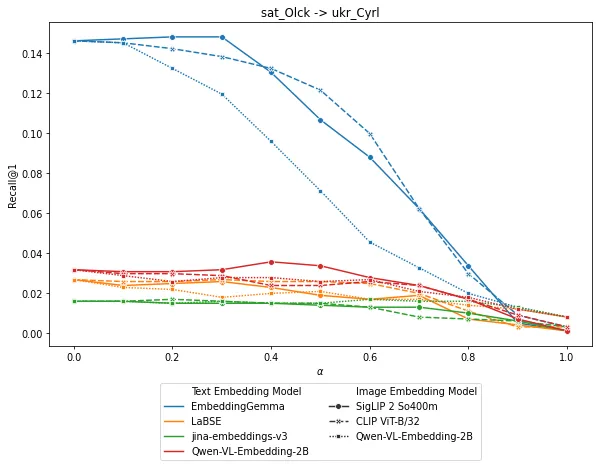 sat_Olck -> ukr_Cyrl
Recall@1
0.14
0.12
0.10
0.08
0.06
0.04
0.02
0.00
0.0 0.2 0.4 0.6 0.8 1.0
α
Text Embedding Model
EmbeddingGemma
LaBSE
jina-embeddings-v3
Qwen-VL-Embedding-2B
Image Embedding Model
SigLIP 2 So400m
CLIP ViT-B/32
Qwen-VL-Embedding-2B